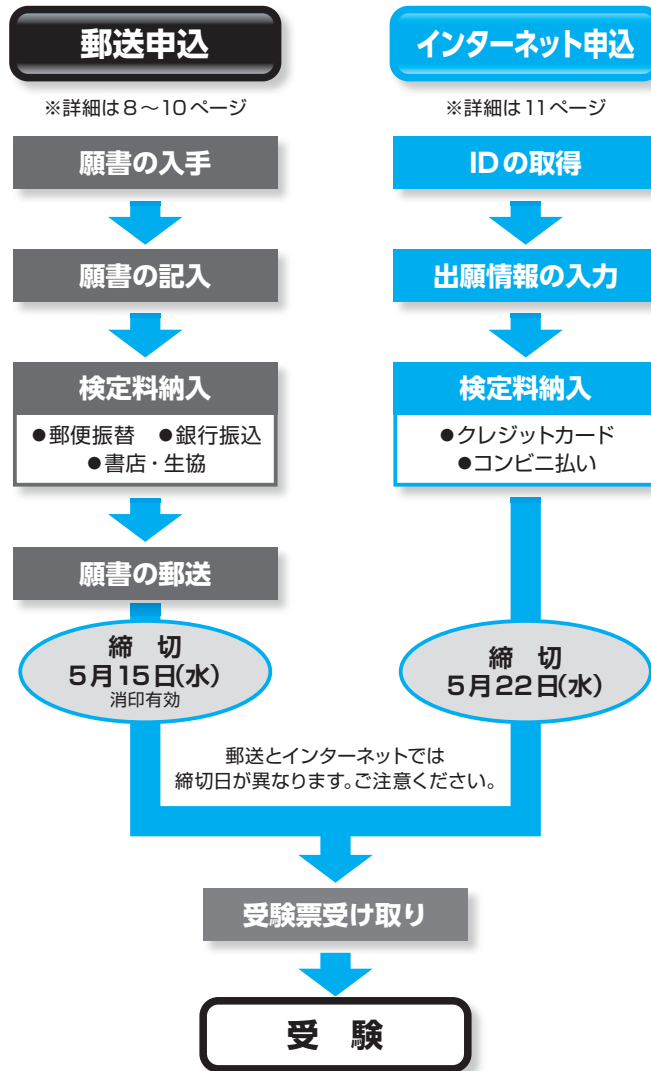 郵送申込
※詳細は8～10ページ
願書の入手
願書の記入
検定料納入
●郵便振替 ●銀行振込
●書店・生協
願書の郵送
締 切
5月15日(水)
消印有効
インターネット申込
※詳細は11ページ
IDの取得
出願情報の入力
検定料納入
●クレジットカード
●コンビニ払い
締 切
5月22日(水)
郵送とインターネットでは
締切日が異なります。ご注意ください。
受験票受け取り
受 験